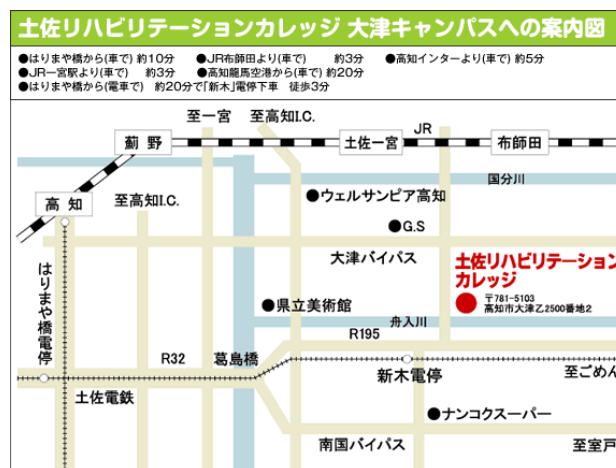 土佐リハビリテーションカレッジ 大津キャンパスへの案内図
●はりまや橋から(車で) 約10分 ●JR布師田より(車で) 約3分 ●高知インターより(車で) 約5分
●JR一宮駅より(車で) 約3分 ●高知龍馬空港から(車で) 約20分
●はりまや橋から(電車で) 約20分で「新木」電停下車 徒歩3分
至一宮 至高知I.C.
薊野
土佐一宮
JR
布師田
国分川
高知
至高知I.C.
●ウェルサンピア高知
●G.S
大津バイパス
土佐リハビリテーション
カレッジ
〒781-5103
高知市大津乙2500番地2
はりまや橋電停
●県立美術館
舟入川
R195
R32
葛島橋
新木電停
至ごめん
土佐電鉄
●ナンコクスーパー
南国バイパス
至室戸